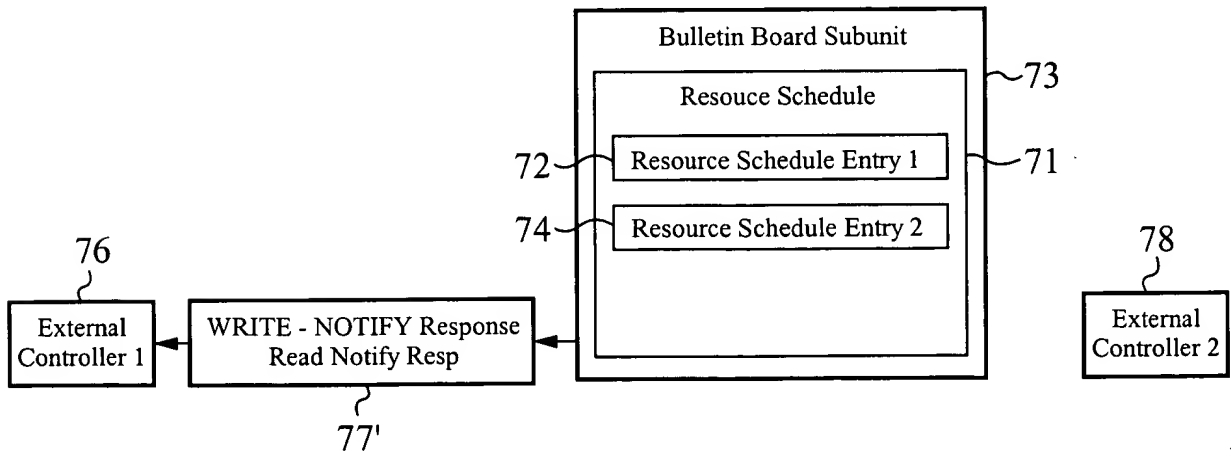 Bulletin Board Subunit
73
Resouce Schedule
72
Resource Schedule Entry 1
71
74
Resource Schedule Entry 2
76
78
External
Controller 1
WRITE - NOTIFY Response
Read Notify Resp
External
Controller 2
77'